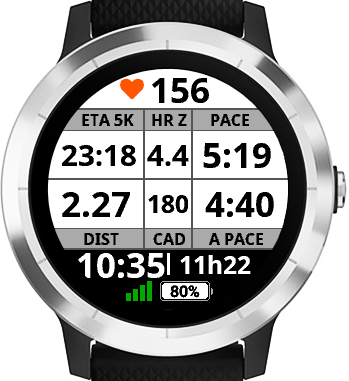 156
ETA 5K HR Z PACE
23:18 4.4 5:19
2.27 180 4:40
DIST CAD A PACE
10:35 11h22
80%